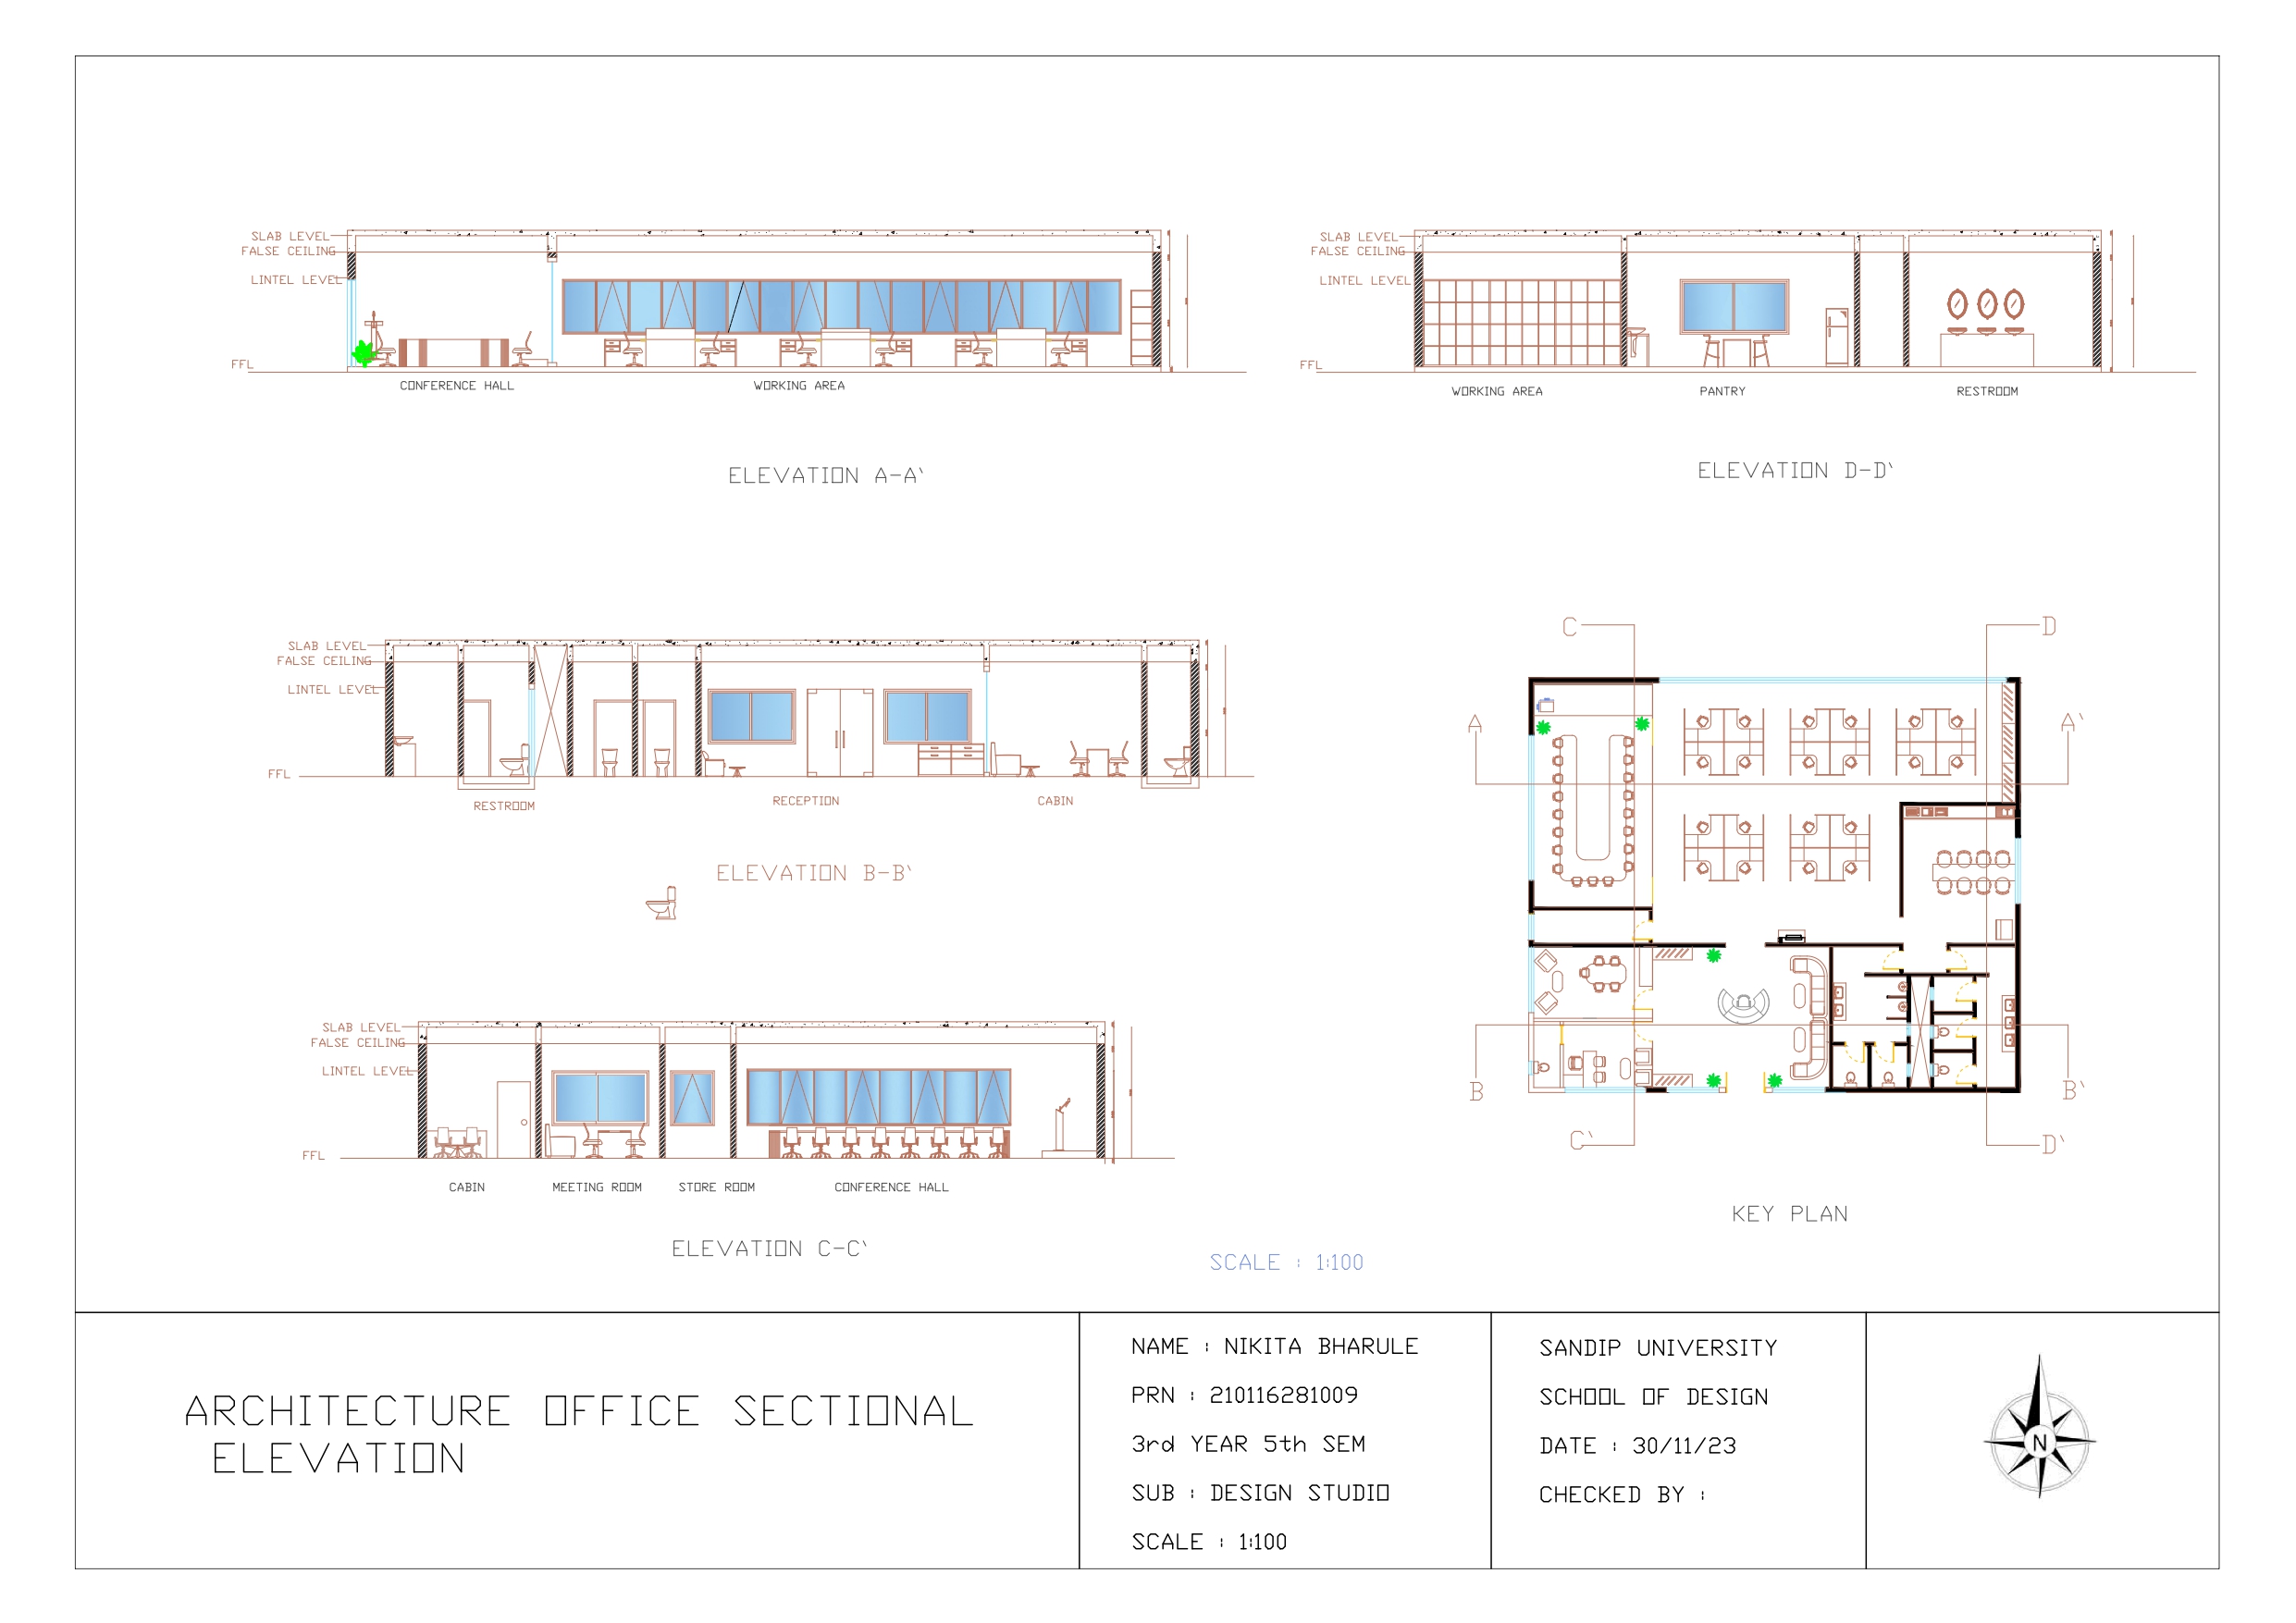 SLAB LEVEL
FALSE CEILING
LINTEL LEVEL
FFL
CONFERENCE HALL
WORKING AREA
ELEVATION A-A`
SLAB LEVEL
FALSE CEILING
LINTEL LEVEL
FFL
WORKING AREA
PANTRY
RESTROOM
ELEVATION D-D`
SLAB LEVEL
FALSE CEILING
LINTEL LEVEL
FFL
RESTROOM
RECEPTION
CABIN
ELEVATION B-B`
C
D
A
A`
B
B`
C`
D`
KEY PLAN
SLAB LEVEL
FALSE CEILING
LINTEL LEVEL
FFL
CABIN
MEETING ROOM
STORE ROOM
CONFERENCE HALL
ELEVATION C-C`
SCALE : 1:100
ARCHITECTURE OFFICE SECTIONAL
ELEVATION
NAME : NIKITA BHARULE
PRN : 210116281009
3rd YEAR 5th SEM
SUB : DESIGN STUDIO
SCALE : 1:100
SANDIP UNIVERSITY
SCHOOL OF DESIGN
DATE : 30/11/23
CHECKED BY :
N